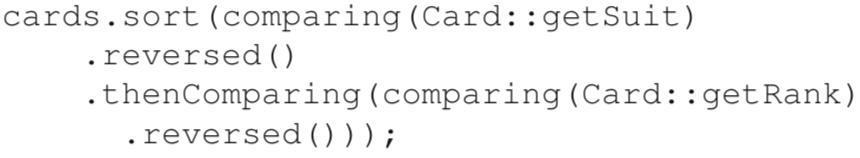 cards.sort(comparing(Card::getSuit)
.reversed()
.thenComparing(comparing(Card::getRank)
.reversed()));